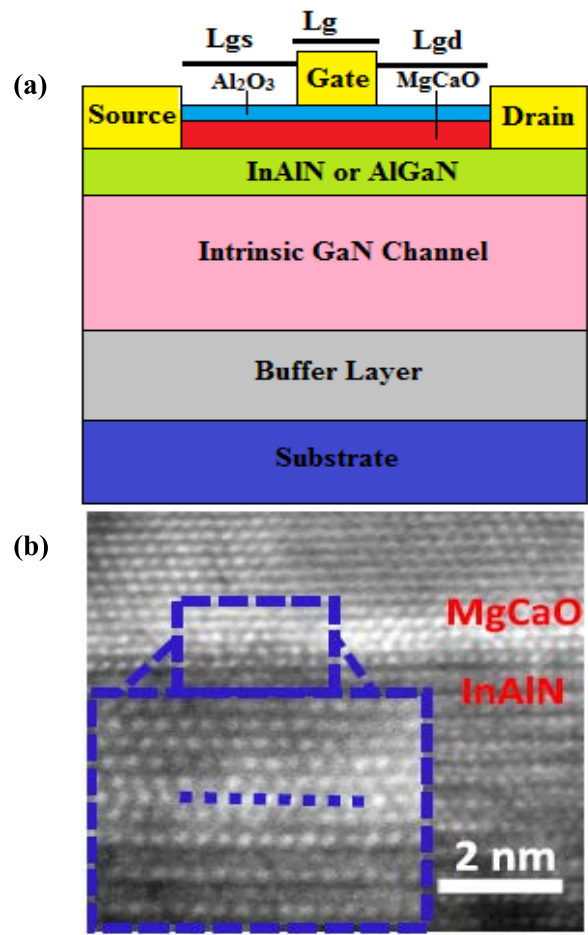 (a)
Lgs Lg Lgd
Al₂O₃ Gate MgCaO
Source Drain
InAlN or AlGaN
Intrinsic GaN Channel
Buffer Layer
Substrate
(b)
MgCaO
InAlN
2 nm